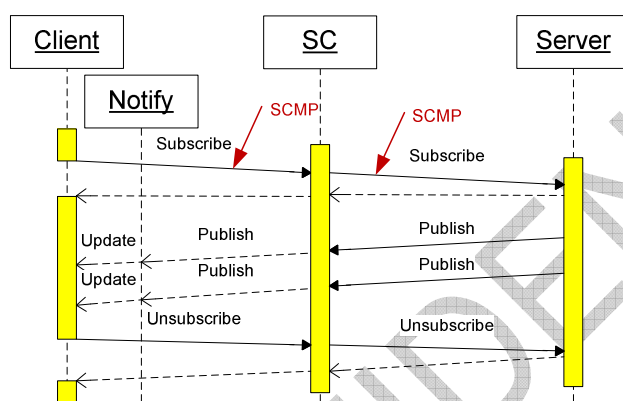 Client
SC
Server
Notify
SCMP
SCMP
Subscribe
Subscribe
Publish
Publish
Update
Publish
Publish
Update
Unsubscribe
Unsubscribe